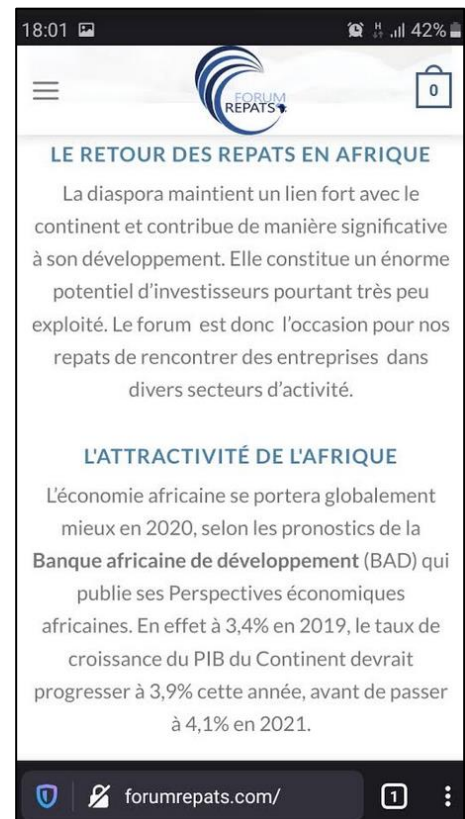 18:01 42%
FORUM
REPATS
0
LE RETOUR DES REPATS EN AFRIQUE
La diaspora maintient un lien fort avec le
continent et contribue de manière significative
à son développement. Elle constitue un énorme
potentiel d'investisseurs pourtant très peu
exploité. Le forum est donc l'occasion pour nos
repats de rencontrer des entreprises dans
divers secteurs d'activité.
L'ATTRACTIVITÉ DE L'AFRIQUE
L'économie africaine se portera globalement
mieux en 2020, selon les pronostics de la
Banque africaine de développement (BAD) qui
publie ses Perspectives économiques
africaines. En effet à 3,4% en 2019, le taux de
croissance du PIB du Continent devrait
progresser à 3,9% cette année, avant de passer
à 4,1% en 2021.
forumrepats.com/ 1